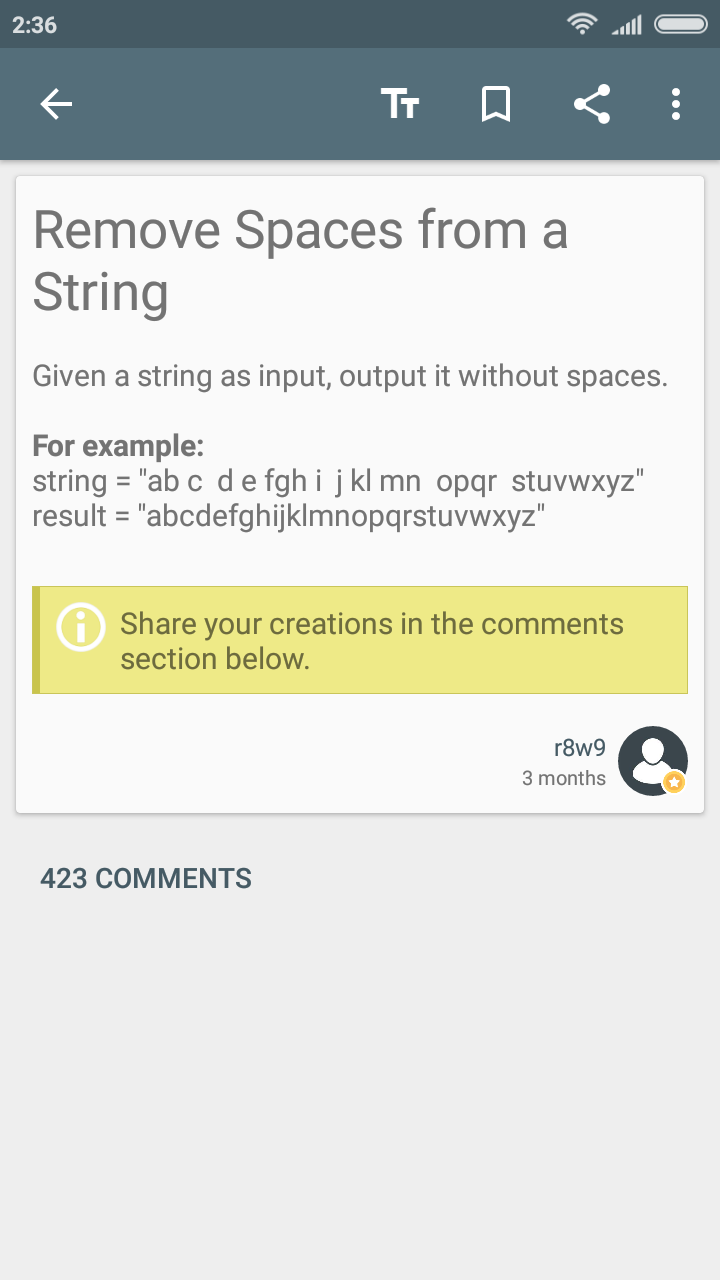 2:36
Remove Spaces from a
String
Given a string as input, output it without spaces.
For example:
string = "ab c  d e fgh i  j kl mn  opqr  stuvwxyz"
result = "abcdefghijklmnopqrstuvwxyz"
Share your creations in the comments
section below.
r8w9
3 months
423 COMMENTS